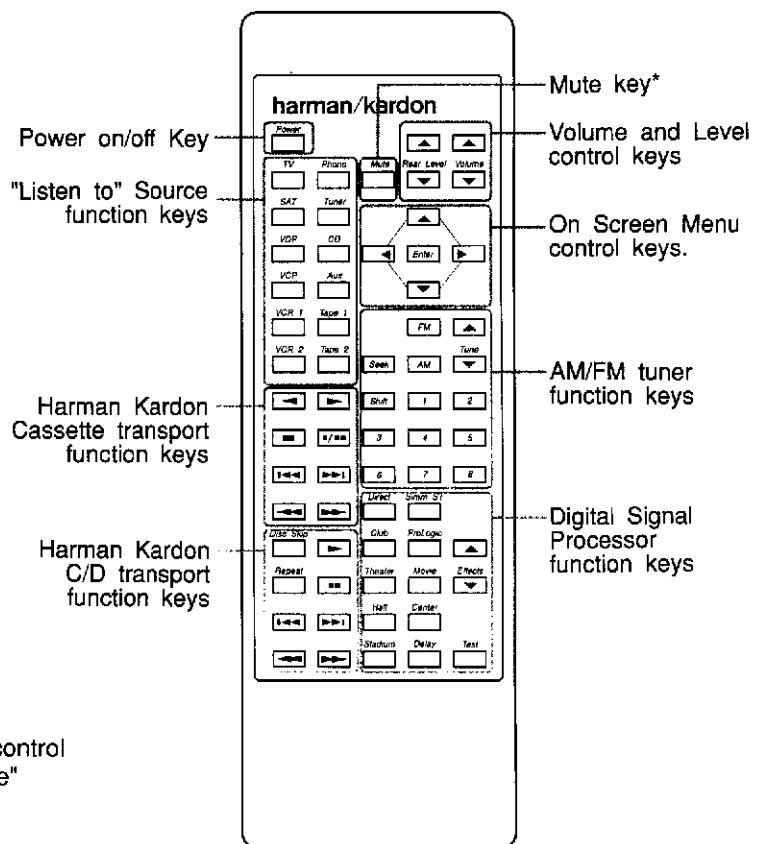 Mute key*
harman/kardon
Power on/off Key
Power
Volume and Level
control keys
TV Phono Mute Rear Level Volume
"Listen to" Source
function keys
SAT Tuner
On Screen Menu
control keys.
VDP CD Enter
VCP Aux
VCR 1 Tape 1 FM
VCR 2 Tape 2 Seek AM Tune
AM/FM tuner
function keys
Harman Kardon
Cassette transport
function keys
Shift 1 2
3 4 5
6 7 8
Direct Simm ST
Digital Signal
Processor
function keys
Harman Kardon
C/D transport
function keys
Disc Skip Club ProLogic
Repeat Theater Movie Effects
Hall Center
Stadium Delay Test
control
e"